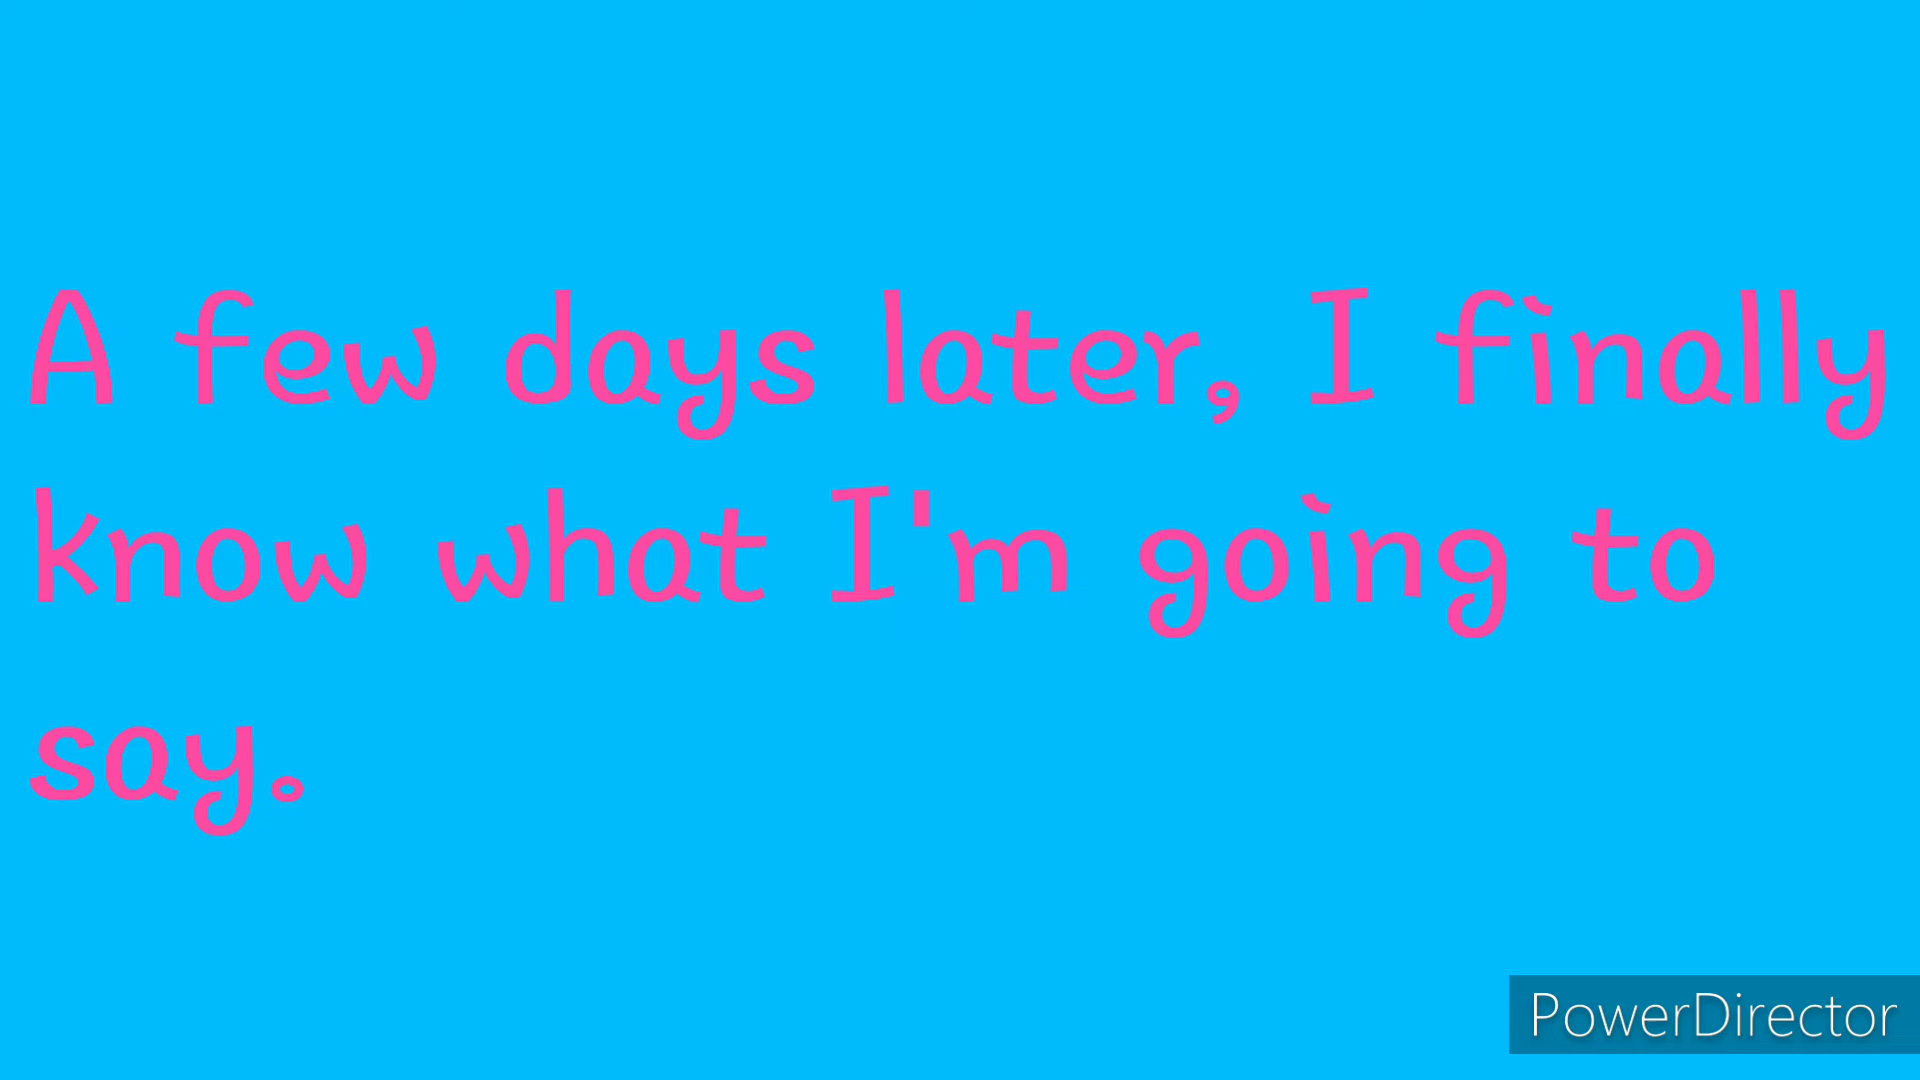 A few days later, I finally
know what I'm going to
say.
PowerDirector